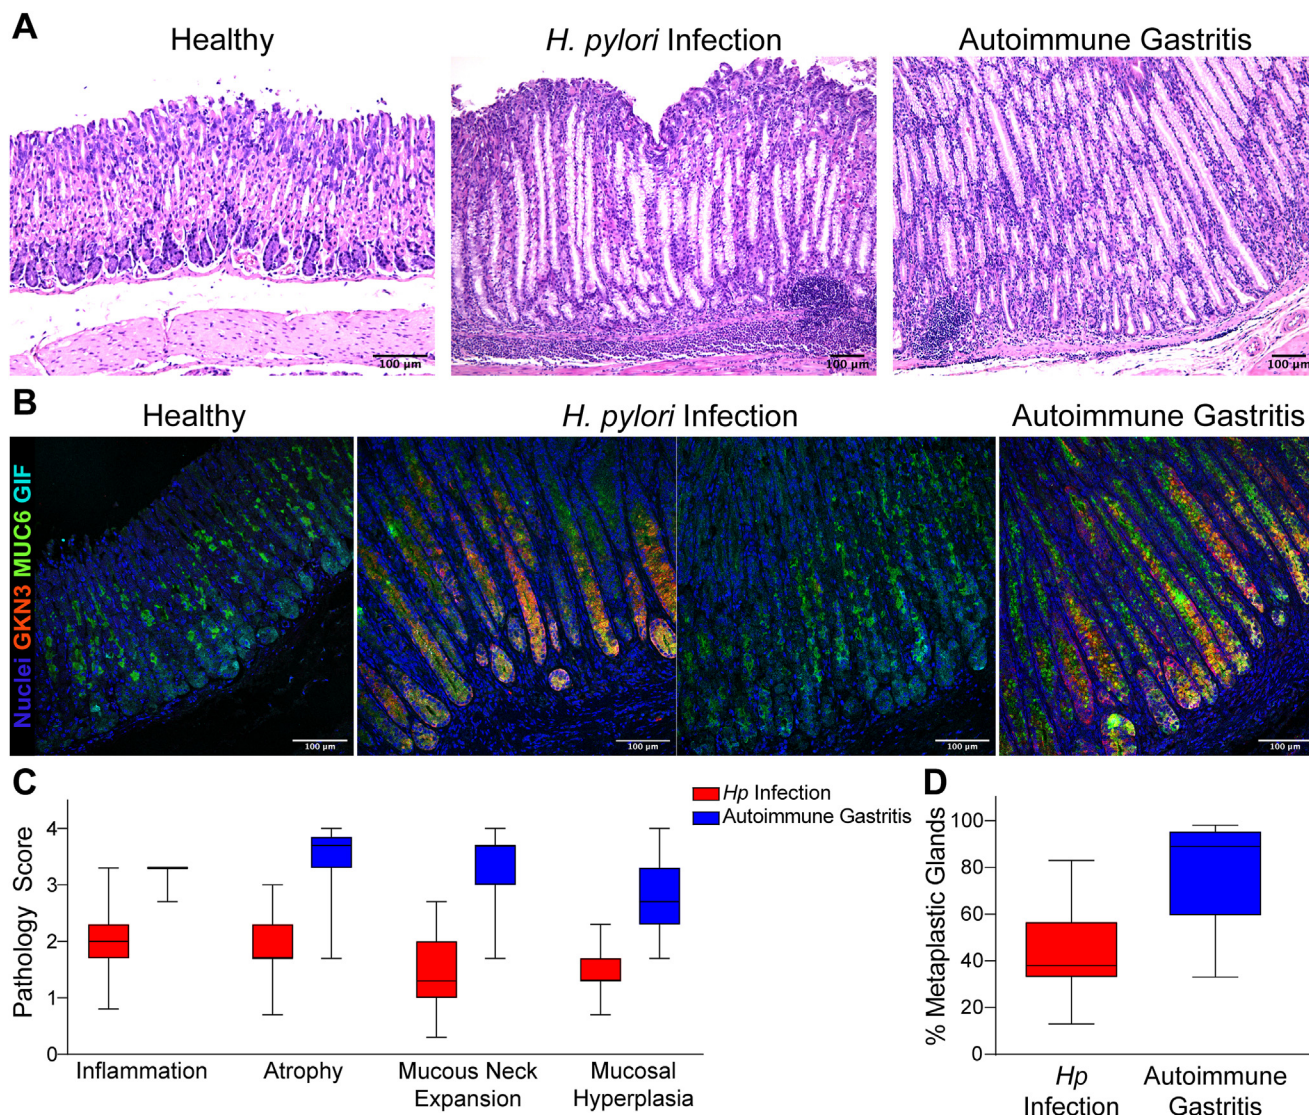 A
Healthy
H. pylori Infection
Autoimmune Gastritis
100 µm
100 µm
100 µm
B
Healthy
H. pylori Infection
Autoimmune Gastritis
Nuclei GKN3 MUC6 GIF
100 µm
100 µm
100 µm
100 µm
C
Hp Infection
Autoimmune Gastritis
Pathology Score
4
3
2
1
0
Inflammation
Atrophy
Mucous Neck
Expansion
Mucosal
Hyperplasia
D
% Metaplastic Glands
100
80
60
40
20
0
Hp
Infection
Autoimmune
Gastritis